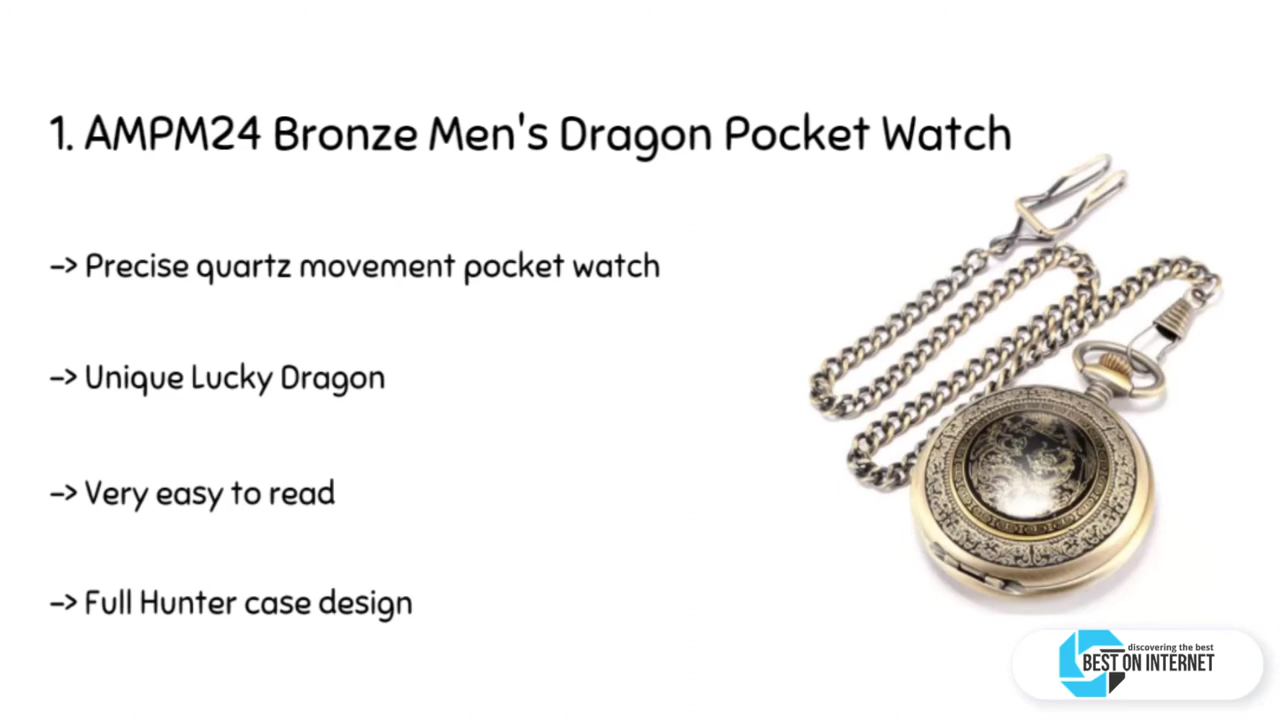 1. AMPM24 Bronze Men's Dragon Pocket Watch
–> Precise quartz movement pocket watch
–> Unique Lucky Dragon
–> Very easy to read
–> Full Hunter case design
discovering the best
BEST ON INTERNET